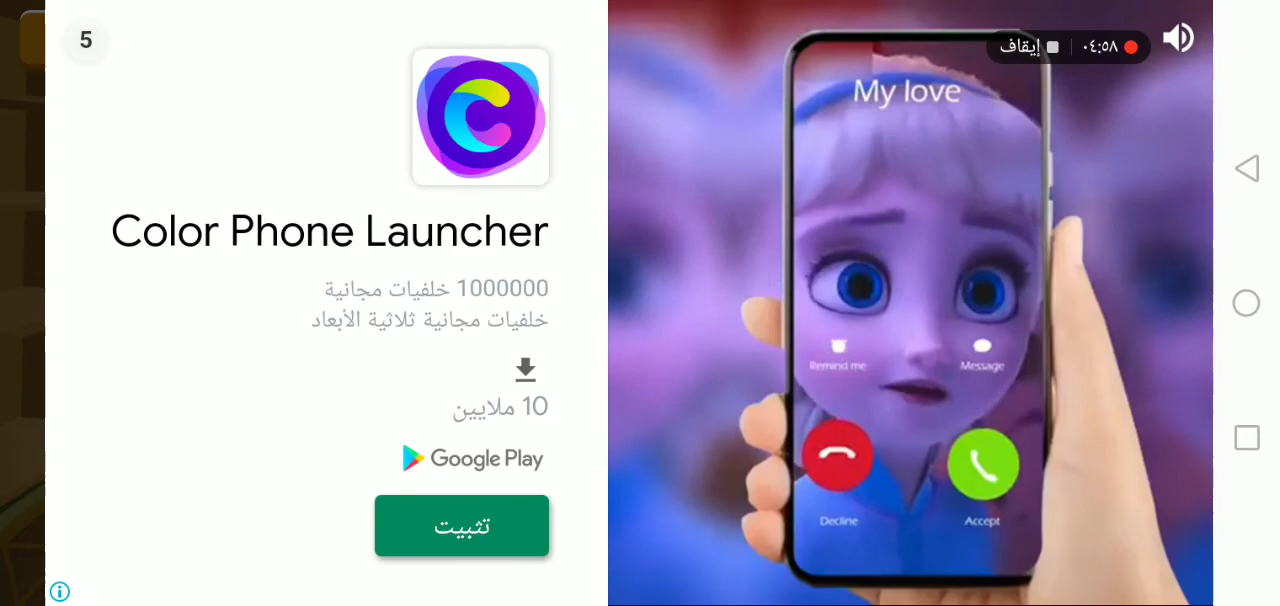 5
Color Phone Launcher
1000000 خلفيات مجانية
خلفيات مجانية ثلاثية الأبعاد
10 ملايين
Google Play
تثبيت
إيقاف
٠٤:٥٨
My love
Remind me
Message
Decline
Accept